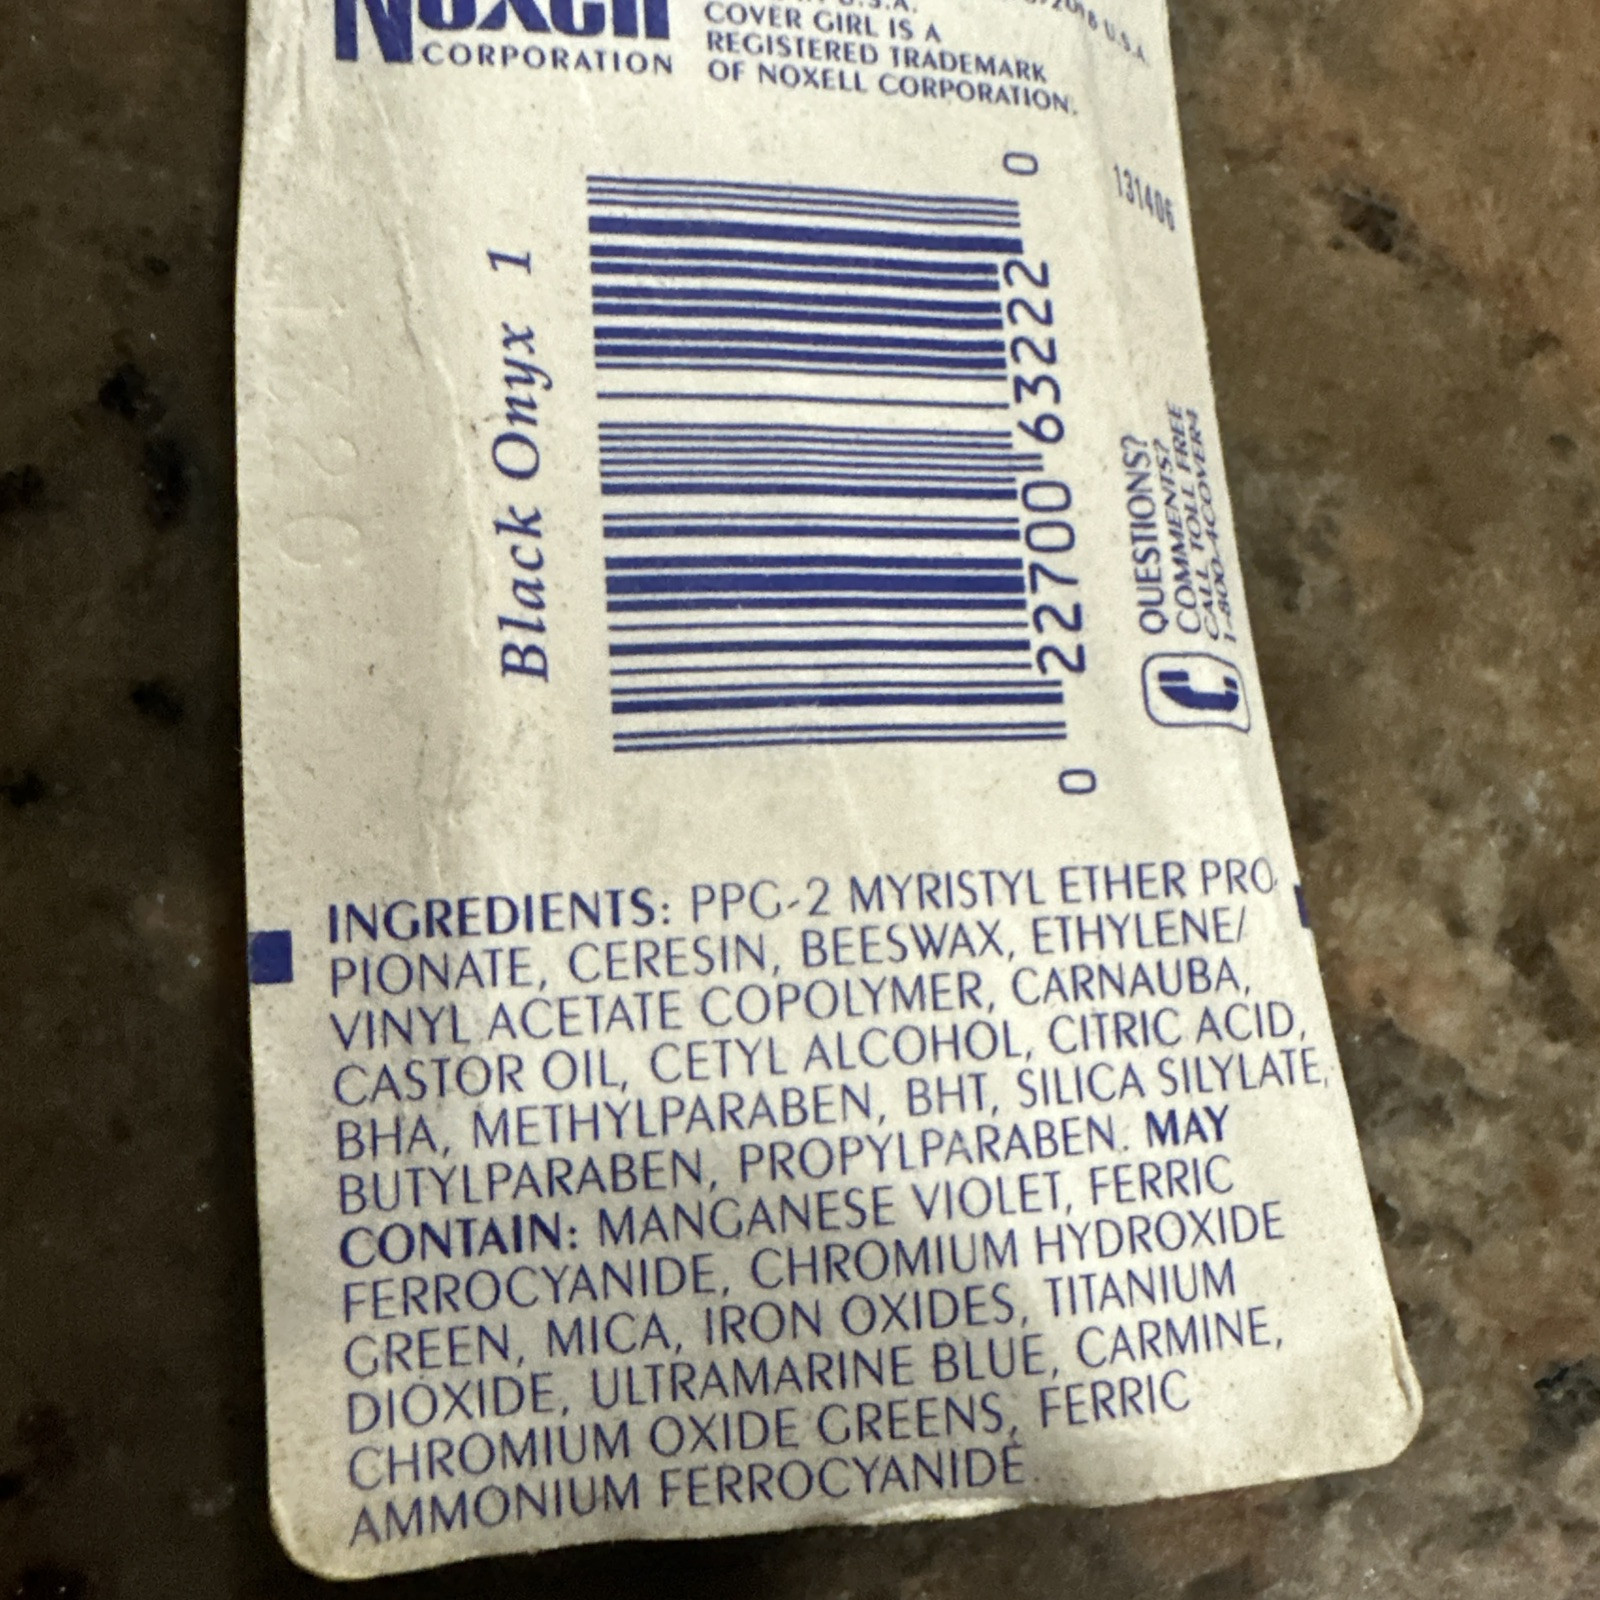 Noxell
CORPORATION
U.S.A.
COVER GIRL IS A
REGISTERED TRADEMARK
OF NOXELL CORPORATION.
U.S.A.
131406
Black Onyx 1
0 22700 63222 0
QUESTIONS?
COMMENTS?
CALL TOLL FREE
1-800-4COVER4
INGREDIENTS: PPG-2 MYRISTYL ETHER PRO
PIONATE, CERESIN, BEESWAX, ETHYLENE/
VINYL ACETATE COPOLYMER, CARNAUBA,
CASTOR OIL, CETYL ALCOHOL, CITRIC ACID,
BHA, METHYLPARABEN, BHT, SILICA SILYLATE,
BUTYLPARABEN, PROPYLPARABEN. MAY
CONTAIN: MANGANESE VIOLET, FERRIC
FERROCYANIDE, CHROMIUM HYDROXIDE
GREEN, MICA, IRON OXIDES, TITANIUM
DIOXIDE, ULTRAMARINE BLUE, CARMINE,
CHROMIUM OXIDE GREENS, FERRIC
AMMONIUM FERROCYANIDE.